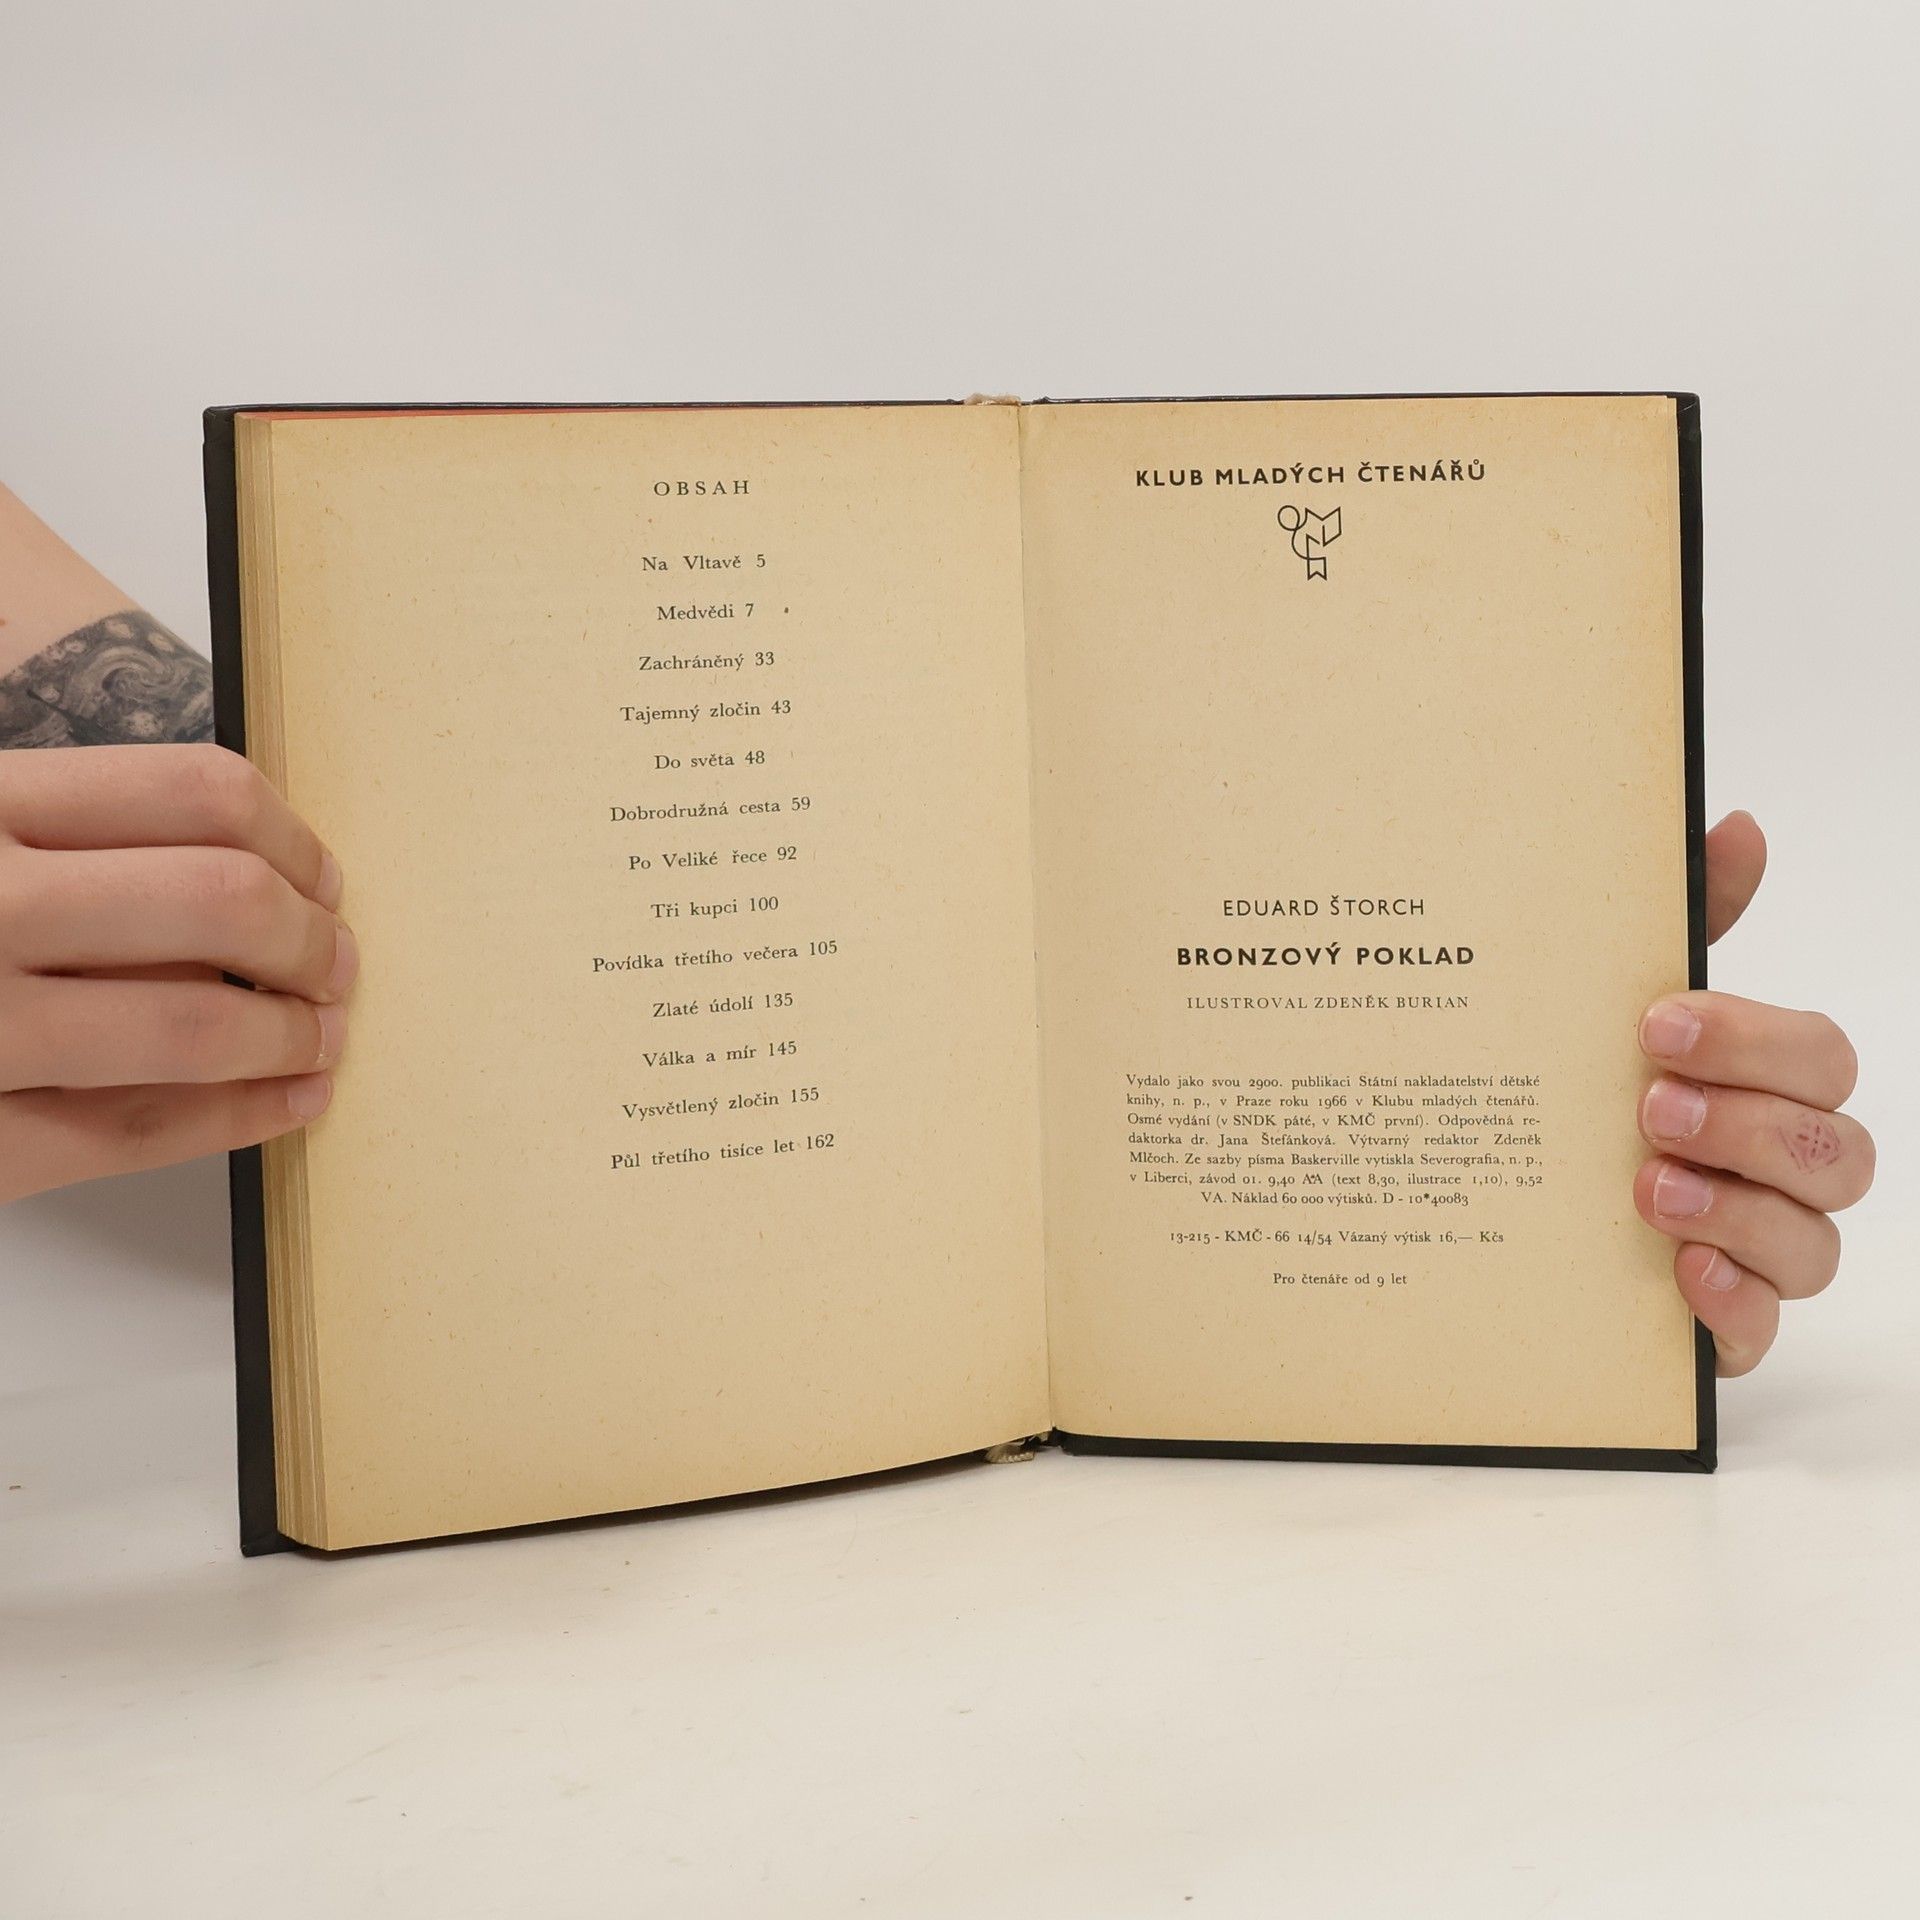 OBSAH
Na Vltavě 5
Medvědi 7
Zachráněný 33
Tajemný zločin 43
Do světa 48
Dobrodružná cesta 59
Po Veliké řece 92
Tři kupci 100
Povídka třetího večera 105
Zlaté údolí 135
Válka a mír 145
Vysvětlený zločin 155
Půl třetího tisíce let 162
KLUB MLADÝCH ČTENÁŘŮ
EDUARD ŠTORCH
BRONZOVÝ POKLAD
ILUSTROVAL ZDENĚK BURIAN
Vydalo jako svou 2900. publikaci Státní nakladatelství dětské
knihy, n. p., v Praze roku 1966 v Klubu mladých čtenářů.
Osmé vydání (v SNDK páté, v KMČ první). Odpovědná re-
daktorka dr. Jana Štefánková. Výtvarný redaktor Zdeněk
Mlčoch. Ze sazby písma Baskerville vytiskla Severografia, n. p.,
v Liberci, závod 01. 9,40 AA (text 8,30, ilustrace 1,10), 9,52
VA. Náklad 60 000 výtisků. D - 10*40083
13-215 - KMČ - 66 14/54 Vázaný výtisk 16,— Kčs
Pro čtenáře od 9 let